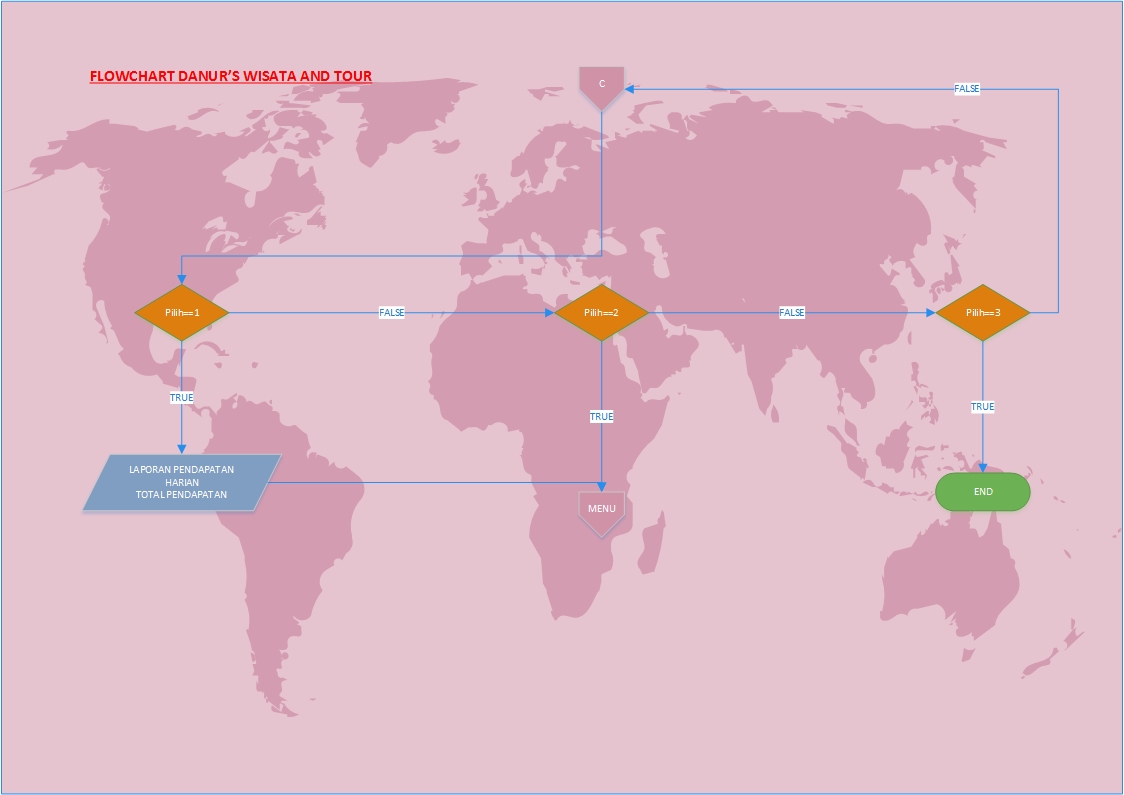 FLOWCHART DANUR'S WISATA AND TOUR
C
FALSE
Pilih==1
FALSE
Pilih==2
FALSE
Pilih==3
TRUE
TRUE
TRUE
LAPORAN PENDAPATAN
HARIAN
TOTAL PENDAPATAN
MENU
END